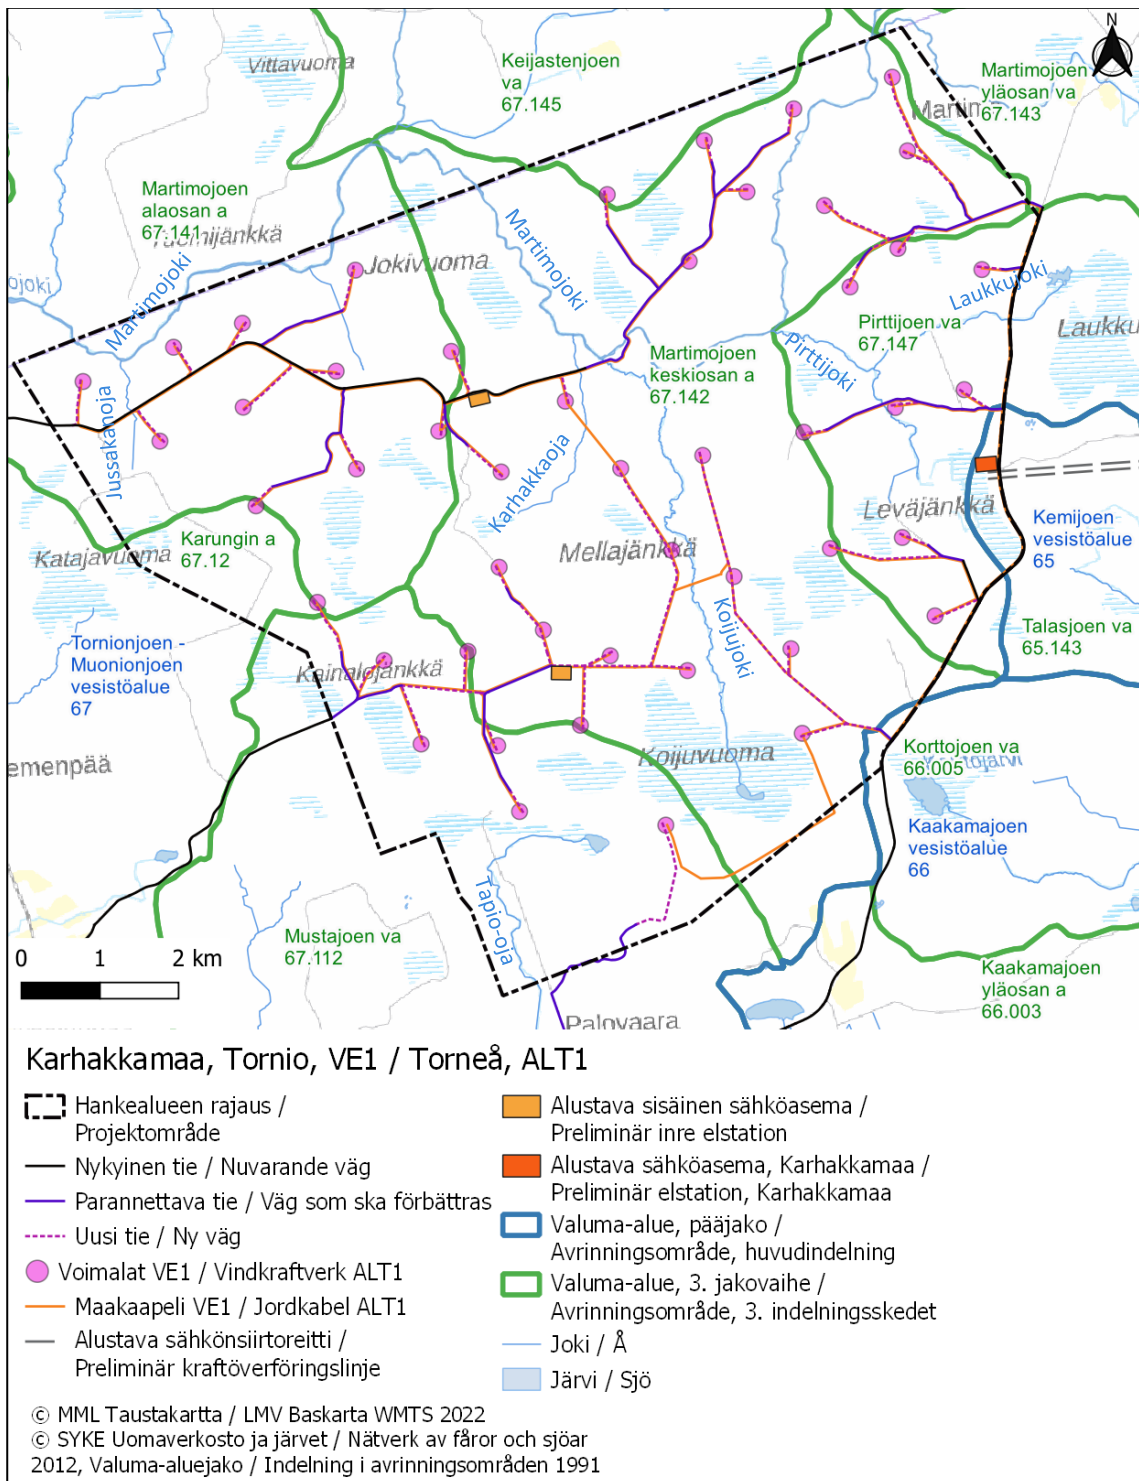 N
Vittavuoma
Keijastenjoen
va
67.145
Martimojoen
yläosan va
67.143
Martimojoen
alaosan a
67.141
Jokivuoma
Martimojoki
Martimojoki
Laukkujoki
Pirttijoen va
67.147
Pirttijoki
Martimojoen
keskiosan a
67.142
Jussakanoja
Karhakkaoja
Leväjänkkä
Kemijoen
vesistöalue
65
Karungin a
67.12
Katajavuoma
Mellajänkkä
Koijujoki
Talasjoen va
65.143
Tornionjoen -
Muonionjoen
vesistöalue
67
Kainalojänkkä
Koijuvuoma
Korttojoen va
66.005
Kaakamajoen
vesistöalue
66
Tapio-oja
Mustajoen va
67.112
Kaakamajoen
yläosan a
66.003
Palovaara
0 1 2 km
Karhakkamaa, Tornio, VE1 / Torneå, ALT1
Hankealueen rajaus /
Projektområde
Nykyinen tie / Nuvarande väg
Parannettava tie / Väg som ska förbättras
Uusi tie / Ny väg
Voimalat VE1 / Vindkraftverk ALT1
Maakaapeli VE1 / Jordkabel ALT1
Alustava sähkönsiirtoreitti /
Preliminär kraftöverföringslinje
Alustava sisäinen sähköasema /
Preliminär inre elstation
Alustava sähköasema, Karhakkamaa /
Preliminär elstation, Karhakkamaa
Valuma-alue, pääjako /
Avrinningsområde, huvudindelning
Valuma-alue, 3. jakovaihe /
Avrinningsområde, 3. indelningsskedet
Joki / Å
Järvi / Sjö
© MML Taustakartta / LMV Baskarta WMTS 2022
© SYKE Uomaverkosto ja järvet / Nätverk av fåror och sjöar
2012, Valuma-aluejako / Indelning i avrinningsområden 1991